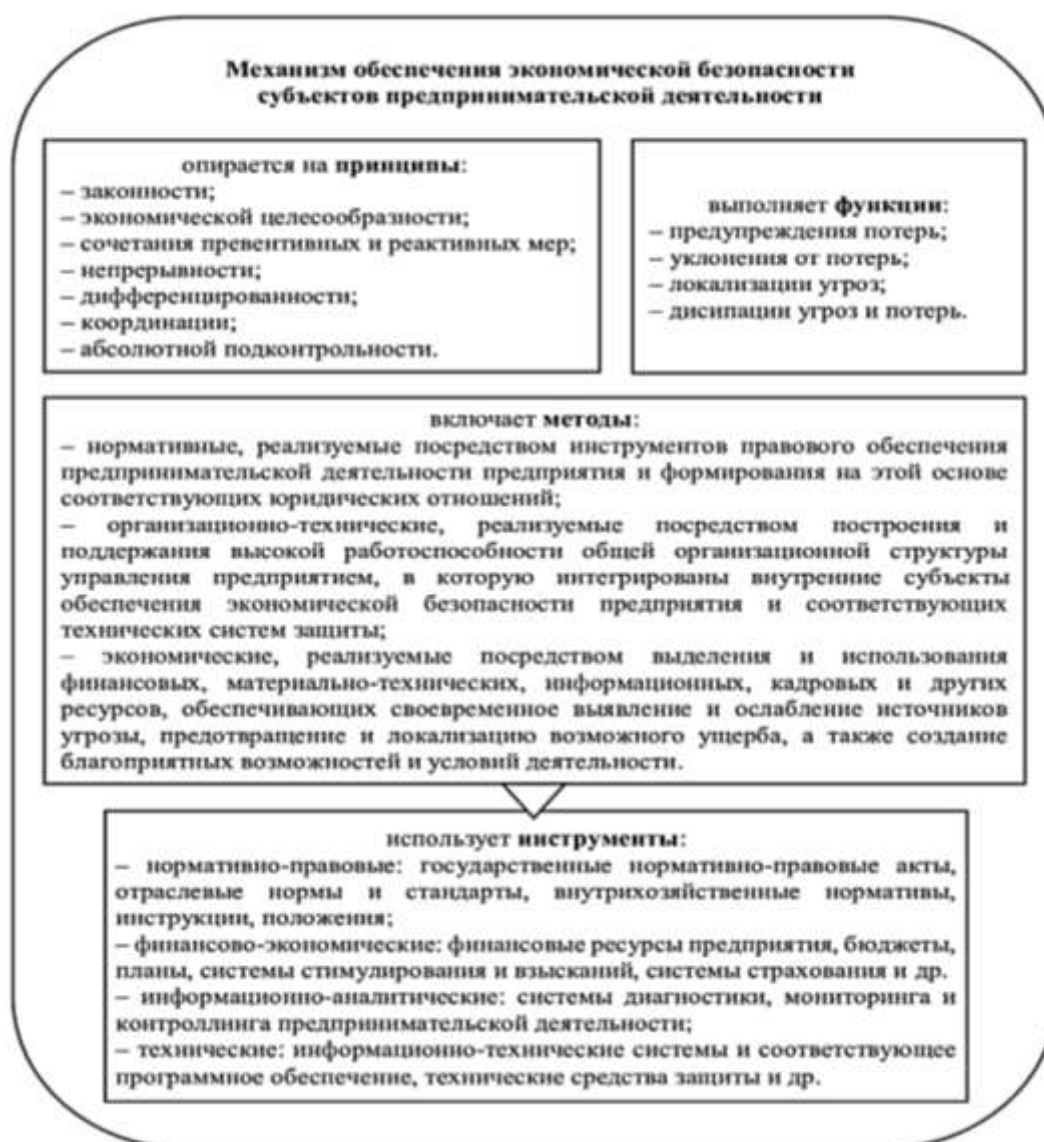 Механизм обеспечения экономической безопасности
субъектов предпринимательской деятельности
опирается на принципы:
– законности;
– экономической целесообразности;
– сочетания превентивных и реактивных мер;
– непрерывности;
– дифференцированности;
– координации;
– абсолютной подконтрольности.
выполняет функции:
– предупреждения потерь;
– уклонения от потерь;
– локализации угроз;
– дисипации угроз и потерь.
включает методы:
– нормативные, реализуемые посредством инструментов правового обеспечения
предпринимательской деятельности предприятия и формирования на этой основе
соответствующих юридических отношений;
– организационно-технические, реализуемые посредством построения и
поддержания высокой работоспособности общей организационной структуры
управления предприятием, в которую интегрированы внутренние субъекты
обеспечения экономической безопасности предприятия и соответствующих
технических систем защиты;
– экономические, реализуемые посредством выделения и использования
финансовых, материально-технических, информационных, кадровых и других
ресурсов, обеспечивающих своевременное выявление и ослабление источников
угрозы, предотвращение и локализацию возможного ущерба, а также создание
благоприятных возможностей и условий деятельности.
использует инструменты:
– нормативно-правовые: государственные нормативно-правовые акты,
отраслевые нормы и стандарты, внутрихозяйственные нормативы,
инструкции, положения;
– финансово-экономические: финансовые ресурсы предприятия, бюджеты,
планы, системы стимулирования и взысканий, системы страхования и др.
– информационно-аналитические: системы диагностики, мониторинга и
контроллинга предпринимательской деятельности;
– технические: информационно-технические системы и соответствующее
программное обеспечение, технические средства защиты и др.